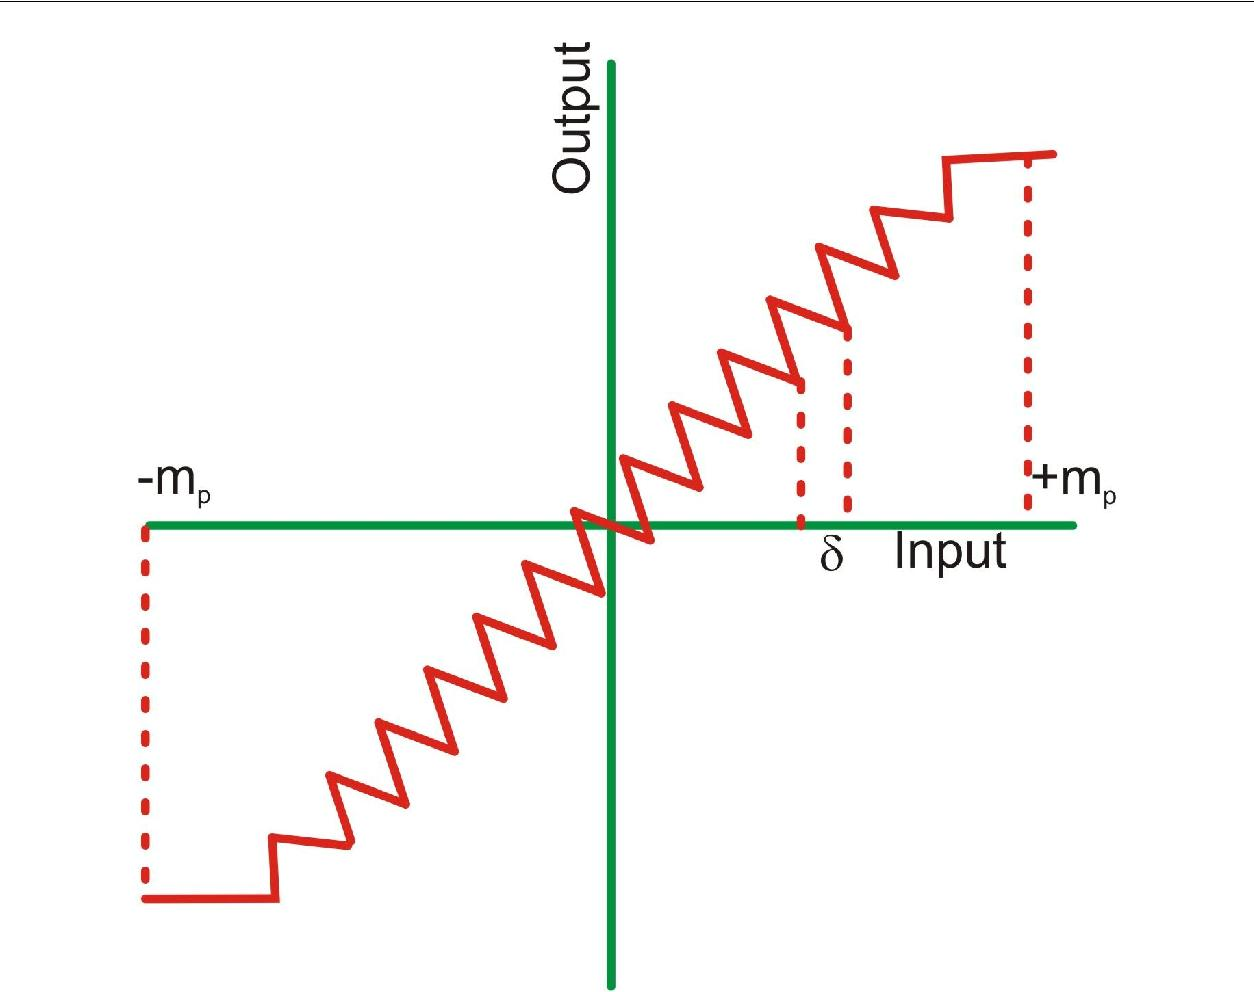 Output
-mₚ
+mₚ
δ
Input